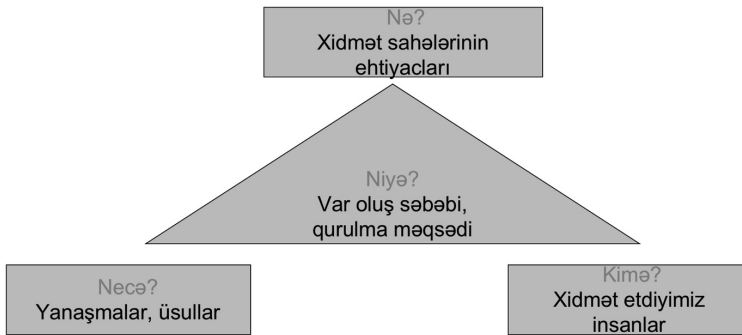 Nə?
Xidmət sahələrinin
ehtiyacları
Niyə?
Var oluş səbəbi,
qurulma məqsədi
Necə?
Yanaşmalar, üsullar
Kimə?
Xidmət etdiyimiz
insanlar